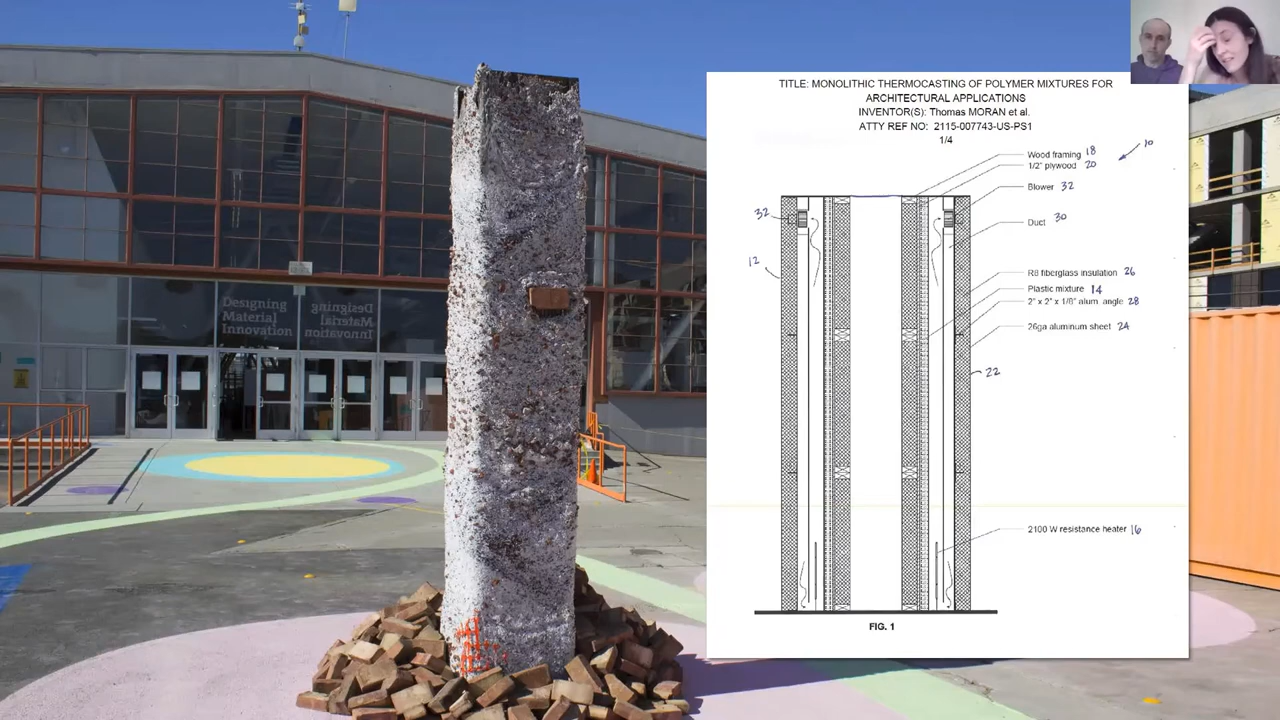 Designing
Material
Innovation
Designing
Material
Innovation
TITLE: MONOLITHIC THERMOCASTING OF POLYMER MIXTURES FOR
ARCHITECTURAL APPLICATIONS
INVENTOR(S): Thomas MORAN et al.
ATTY REF NO: 2115-007743-US-PS1
1/4
Wood framing 18
10
1/2" plywood 20
Blower 32
32
Duct 30
12
R8 fiberglass insulation 26
Plastic mixture 14
2" x 2" x 1/8" alum. angle 28
26ga aluminum sheet 24
22
2100 W resistance heater 16
FIG. 1